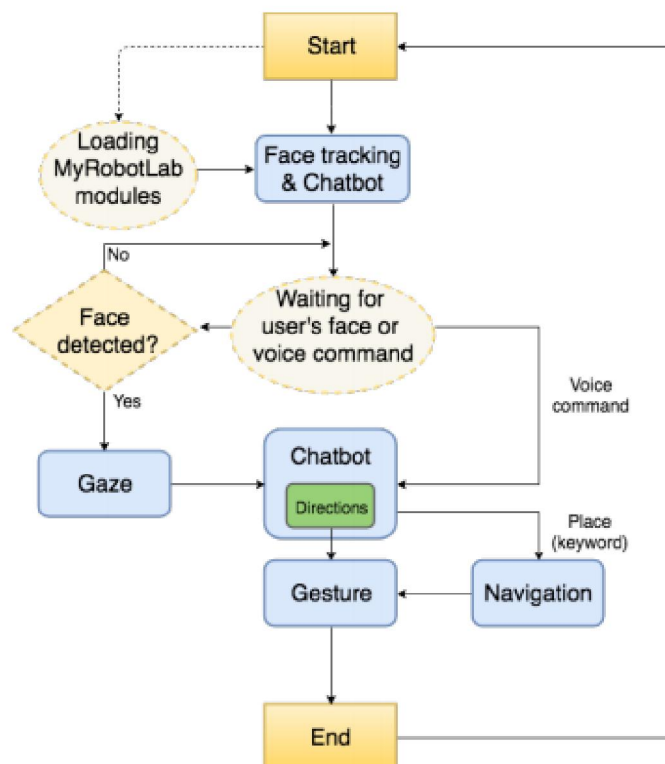 Start
Loading
MyRobotLab
modules
Face tracking
& Chatbot
No
Waiting for
user's face or
voice command
Face
detected?
Yes
Voice
command
Gaze
Chatbot
Directions
Place
(keyword)
Gesture
Navigation
End